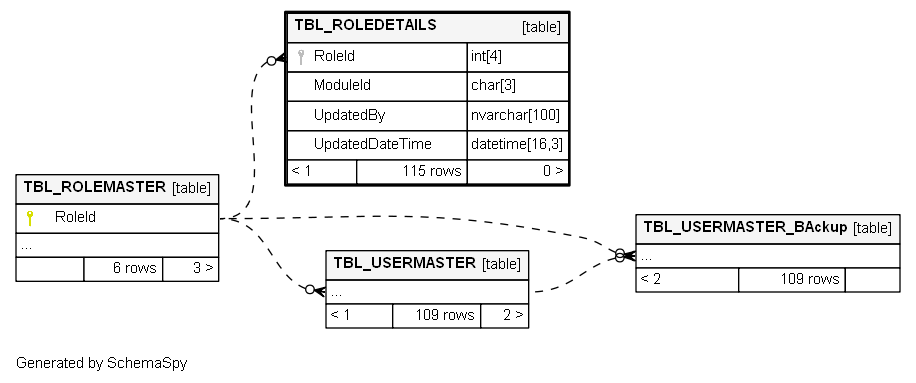 TBL_ROLEDETAILS [table]
RoleId int[4]
ModuleId char[3]
UpdatedBy nvarchar[100]
UpdatedDateTime datetime[16,3]
< 1 115 rows 0 >
TBL_ROLEMASTER [table]
RoleId
...
6 rows 3 >
TBL_USERMASTER [table]
...
< 1 109 rows 2 >
TBL_USERMASTER_BAckup [table]
...
< 2 109 rows
Generated by SchemaSpy